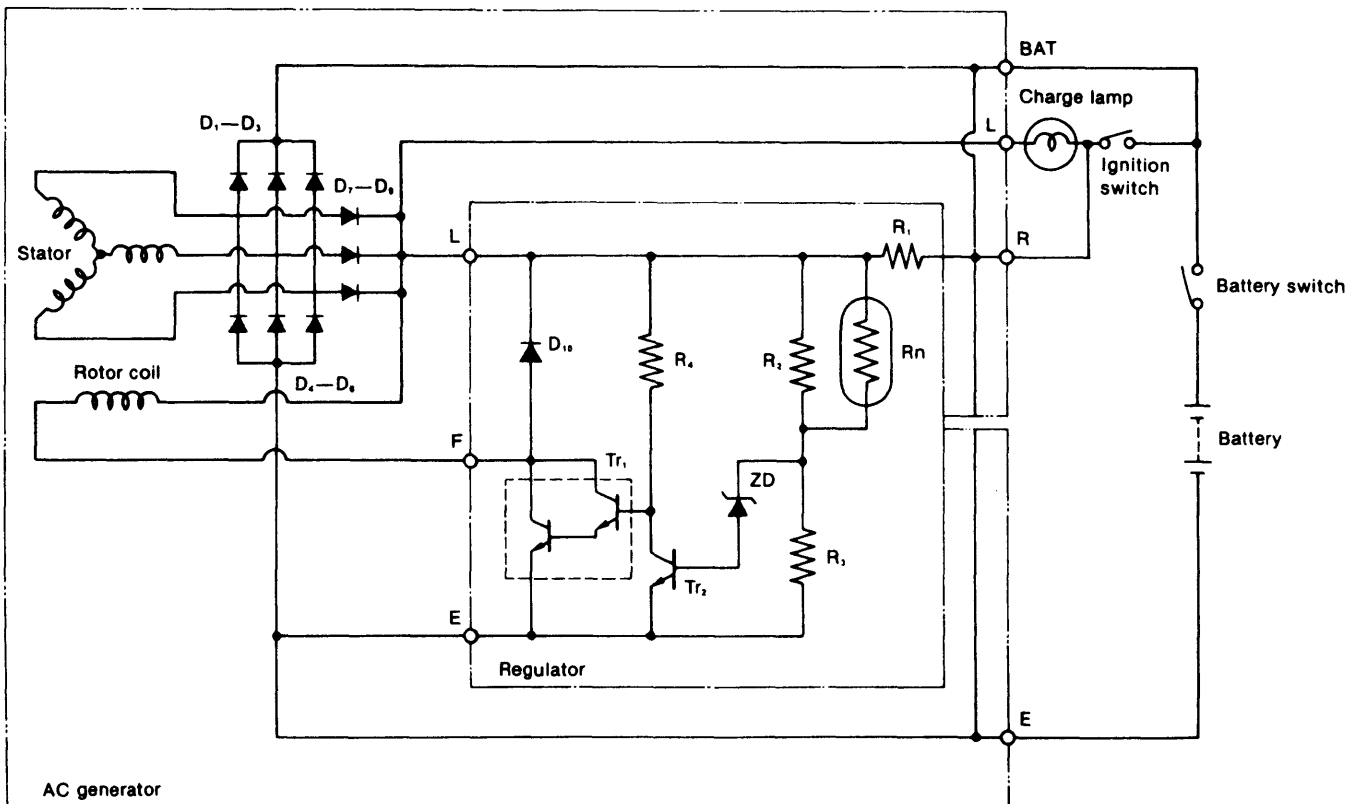 BAT
Charge lamp
D₁—D₃
L
Ignition
switch
D₇—D₉
Stator
L
R₁
R
Battery switch
D₁₀
R₄
R₂
Rn
Rotor coil
D₄—D₆
Battery
F
Tr₁
ZD
R₃
Tr₂
E
Regulator
E
AC generator